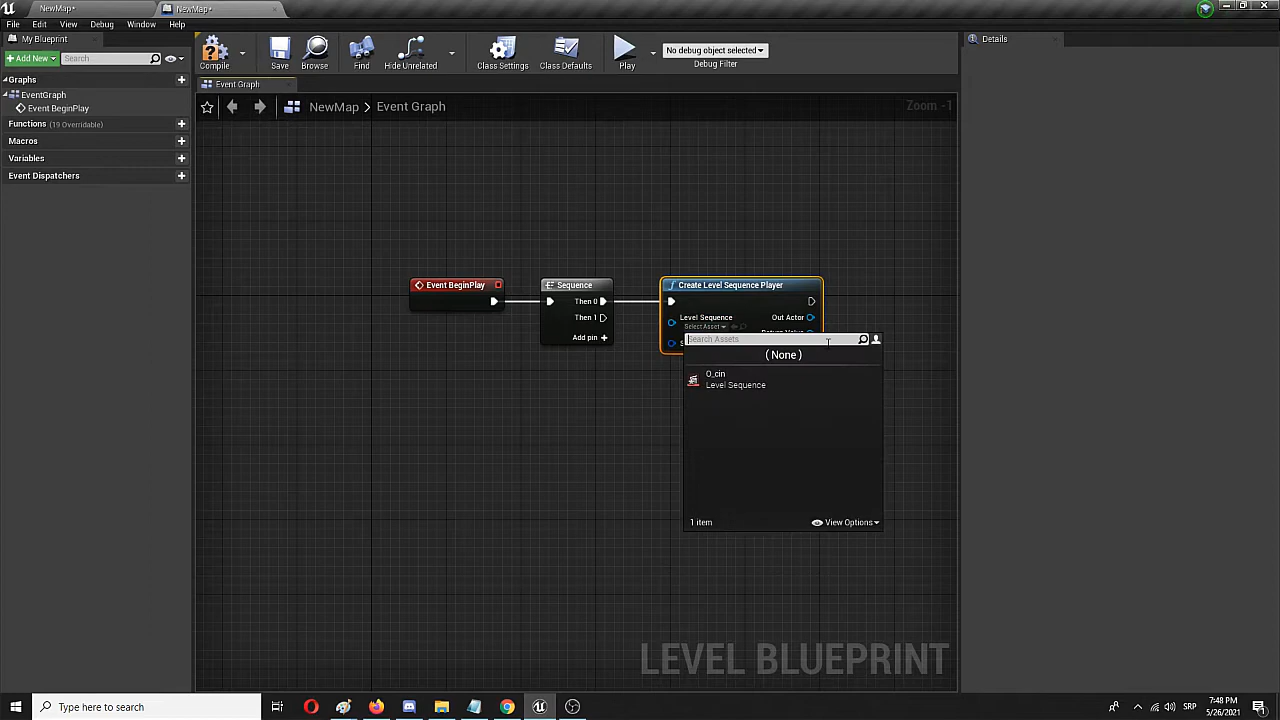 NewMap*
NewMap*
File Edit View Debug Window Help
My Blueprint
Details
Add New
Search
Compile
Save
Browse
Find
Hide Unrelated
Class Settings
Class Defaults
Play
No debug object selected
Debug Filter
Graphs
EventGraph
Event BeginPlay
Functions (19 Overridable)
Macros
Variables
Event Dispatchers
Event Graph
NewMap > Event Graph
Zoom -1
Event BeginPlay
Sequence
Then 0
Then 1
Add pin
Create Level Sequence Player
Level Sequence
Select Asset
Out Actor
Return Value
Search Assets
( None )
O_cin
Level Sequence
1 item
View Options
LEVEL BLUEPRINT
Type here to search
SRP
7:48 PM
5/26/2021